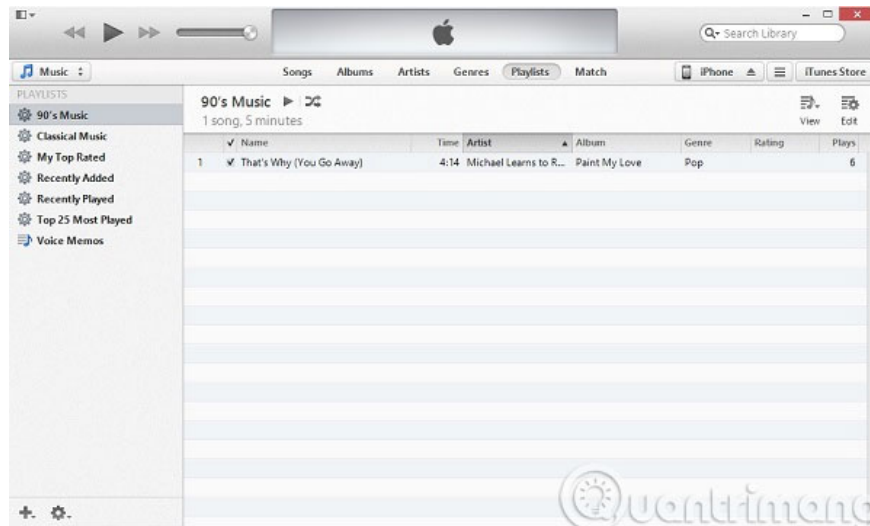 Search Library
Music
Songs Albums Artists Genres Playlists Match
iPhone
iTunes Store
PLAYLISTS
90's Music
Classical Music
My Top Rated
Recently Added
Recently Played
Top 25 Most Played
Voice Memos
90's Music
1 song, 5 minutes
View Edit
✓ Name Time Artist Album Genre Rating Plays
1 ✓ That's Why (You Go Away) 4:14 Michael Learns to R... Paint My Love Pop 6
Quantrimang